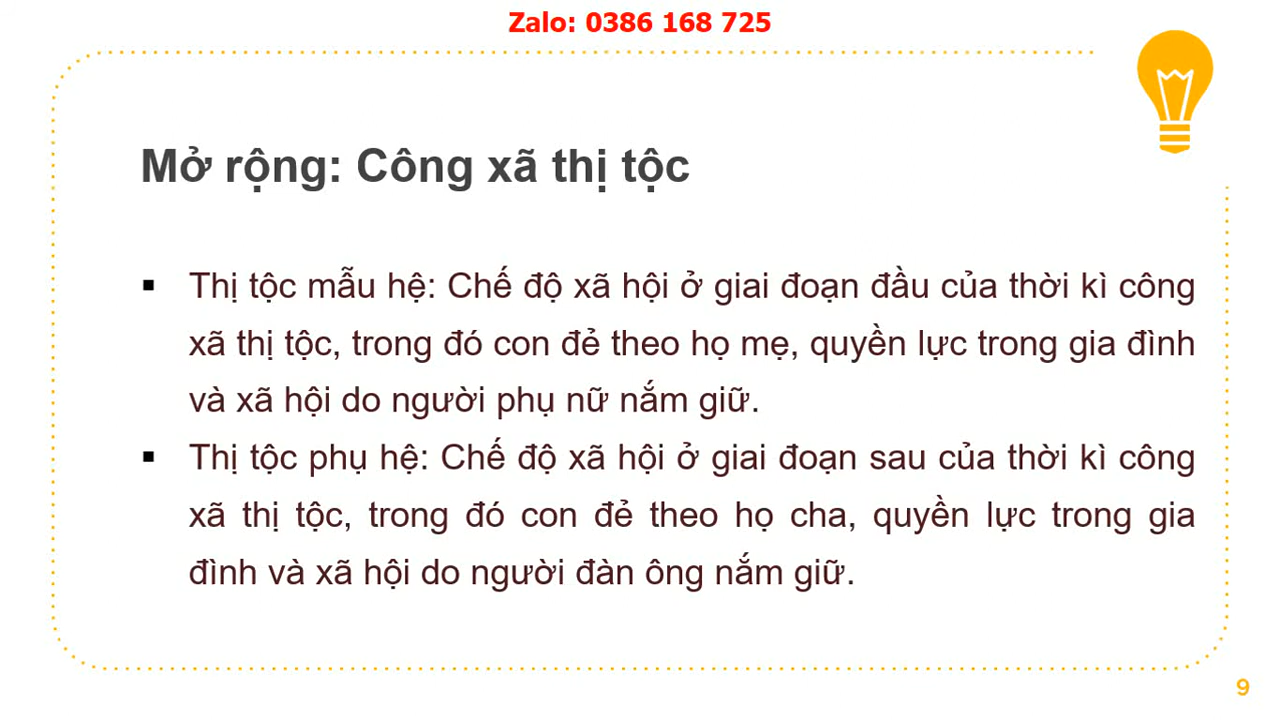 Zalo: 0386 168 725
Mở rộng: Công xã thị tộc
▪ Thị tộc mẫu hệ: Chế độ xã hội ở giai đoạn đầu của thời kì công
xã thị tộc, trong đó con đẻ theo họ mẹ, quyền lực trong gia đình
và xã hội do người phụ nữ nắm giữ.
▪ Thị tộc phụ hệ: Chế độ xã hội ở giai đoạn sau của thời kì công
xã thị tộc, trong đó con đẻ theo họ cha, quyền lực trong gia
đình và xã hội do người đàn ông nắm giữ.
9